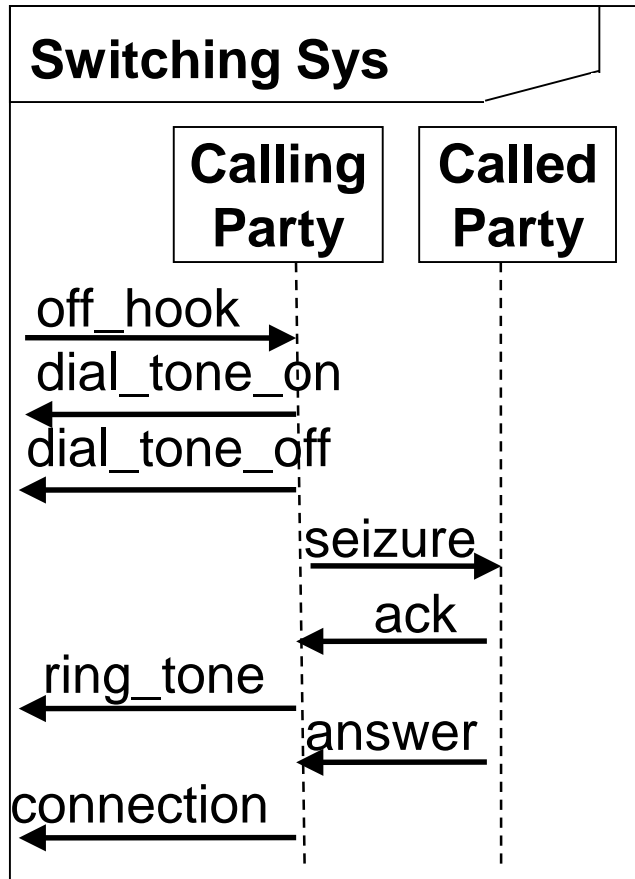 Switching Sys
Calling
Party
Called
Party
off_hook
dial_tone_on
dial_tone_off
seizure
ack
ring_tone
answer
connection